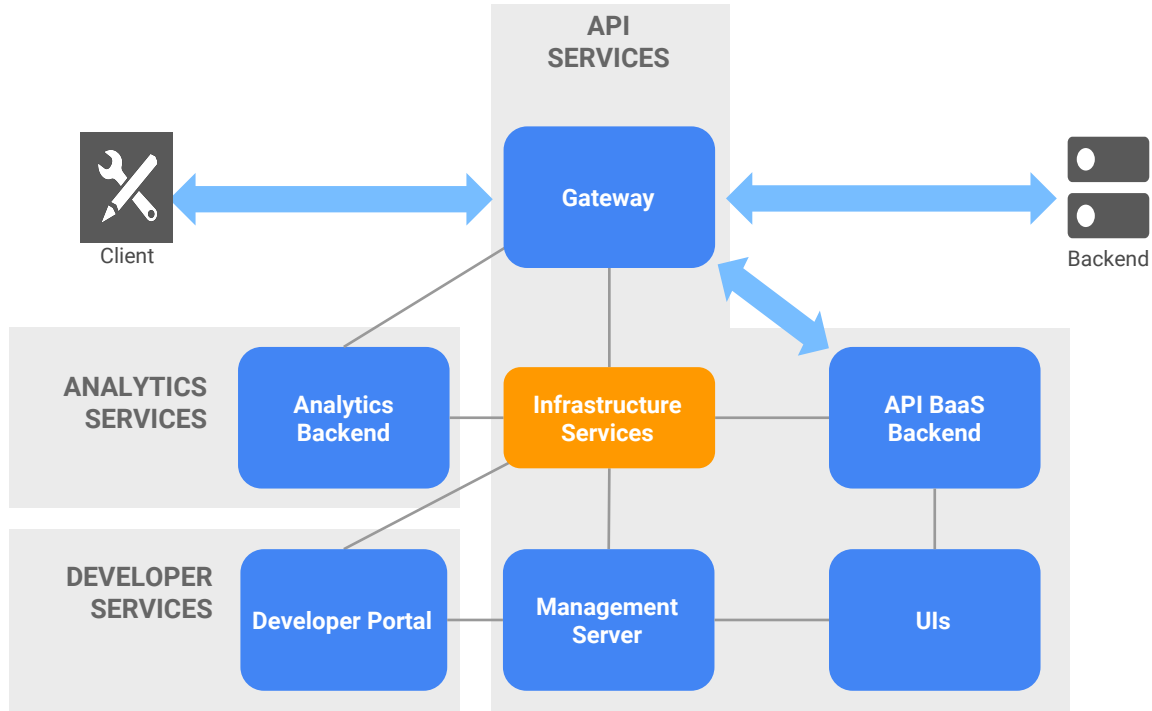 API
SERVICES
Gateway
Client
Backend
ANALYTICS
SERVICES
Analytics
Backend
Infrastructure
Services
API BaaS
Backend
DEVELOPER
SERVICES
Developer Portal
Management
Server
UIs